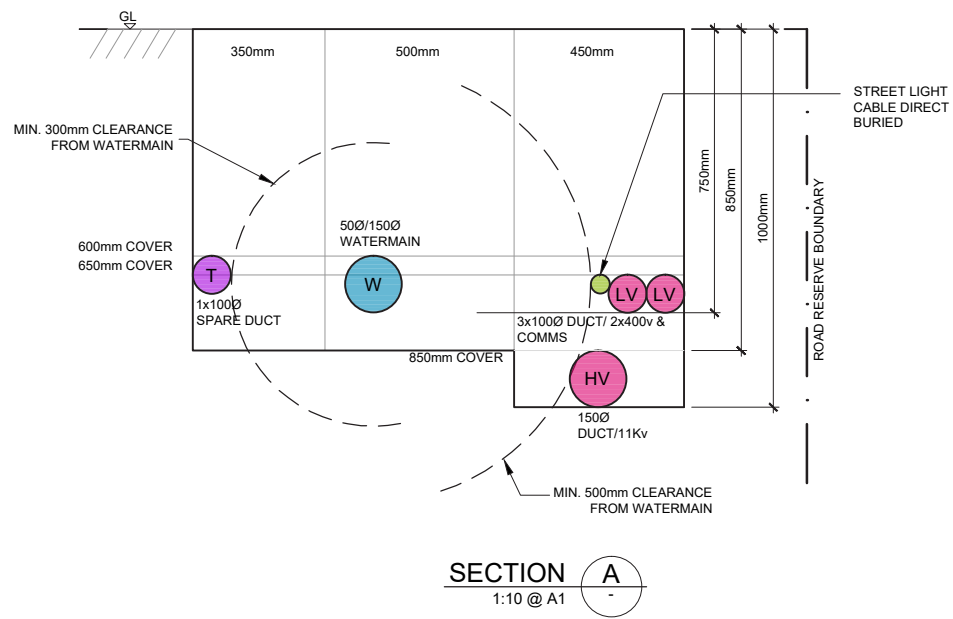 GL
350mm
500mm
450mm
STREET LIGHT
CABLE DIRECT
BURIED
MIN. 300mm CLEARANCE
FROM WATERMAIN
750mm
850mm
1000mm
ROAD RESERVE BOUNDARY
600mm COVER
650mm COVER
50Ø/150Ø
WATERMAIN
T
W
LV
LV
1x100Ø
SPARE DUCT
3x100Ø DUCT/ 2x400v &
COMMS
850mm COVER
HV
150Ø
DUCT/11Kv
MIN. 500mm CLEARANCE
FROM WATERMAIN
SECTION
A
1:10 @ A1
-